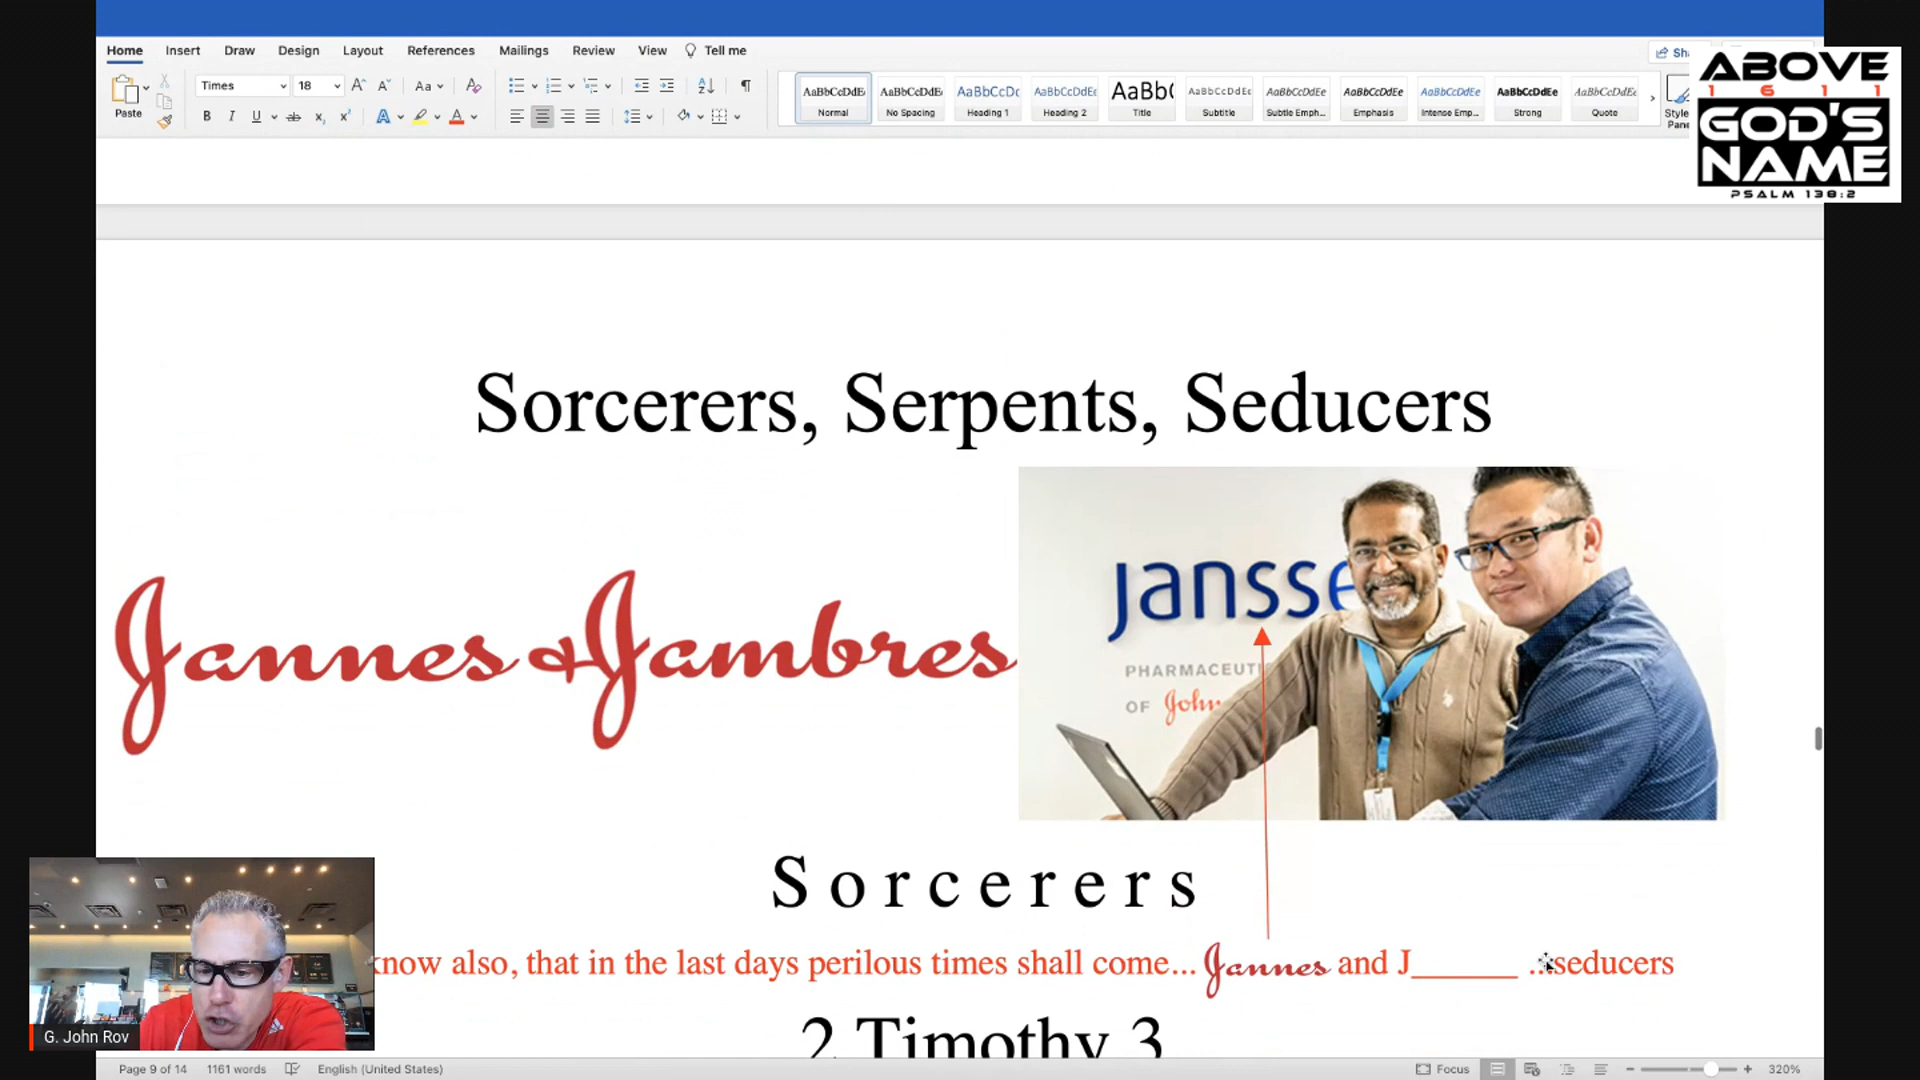 Home Insert Draw Design Layout References Mailings Review View Tell me
Times 18 Aa
Paste
AaBbCcDdEe AaBbCcDdEe AaBbCcDc AaBbCcDdEe AaBb( AaBbCcDdEe AaBbCcDdEe AaBbCcDdEe AaBbCcDdEe AaBbCcDdEe AaBbCcDdEe
Normal No Spacing Heading 1 Heading 2 Title Subtitle Subtle Emph... Emphasis Intense Emp... Strong Quote
B I U ab
ABOVE
1611
GOD'S
NAME
PSALM 138:2
Sorcerers, Serpents, Seducers
Jannes & Jambres
Jansse
PHARMACEUT
OF John
Sorcerers
know also, that in the last days perilous times shall come... Jannes and J______ ...seducers
2 Timothy 3
G. John Rov
Page 9 of 14 1161 words English (United States) Focus 320%